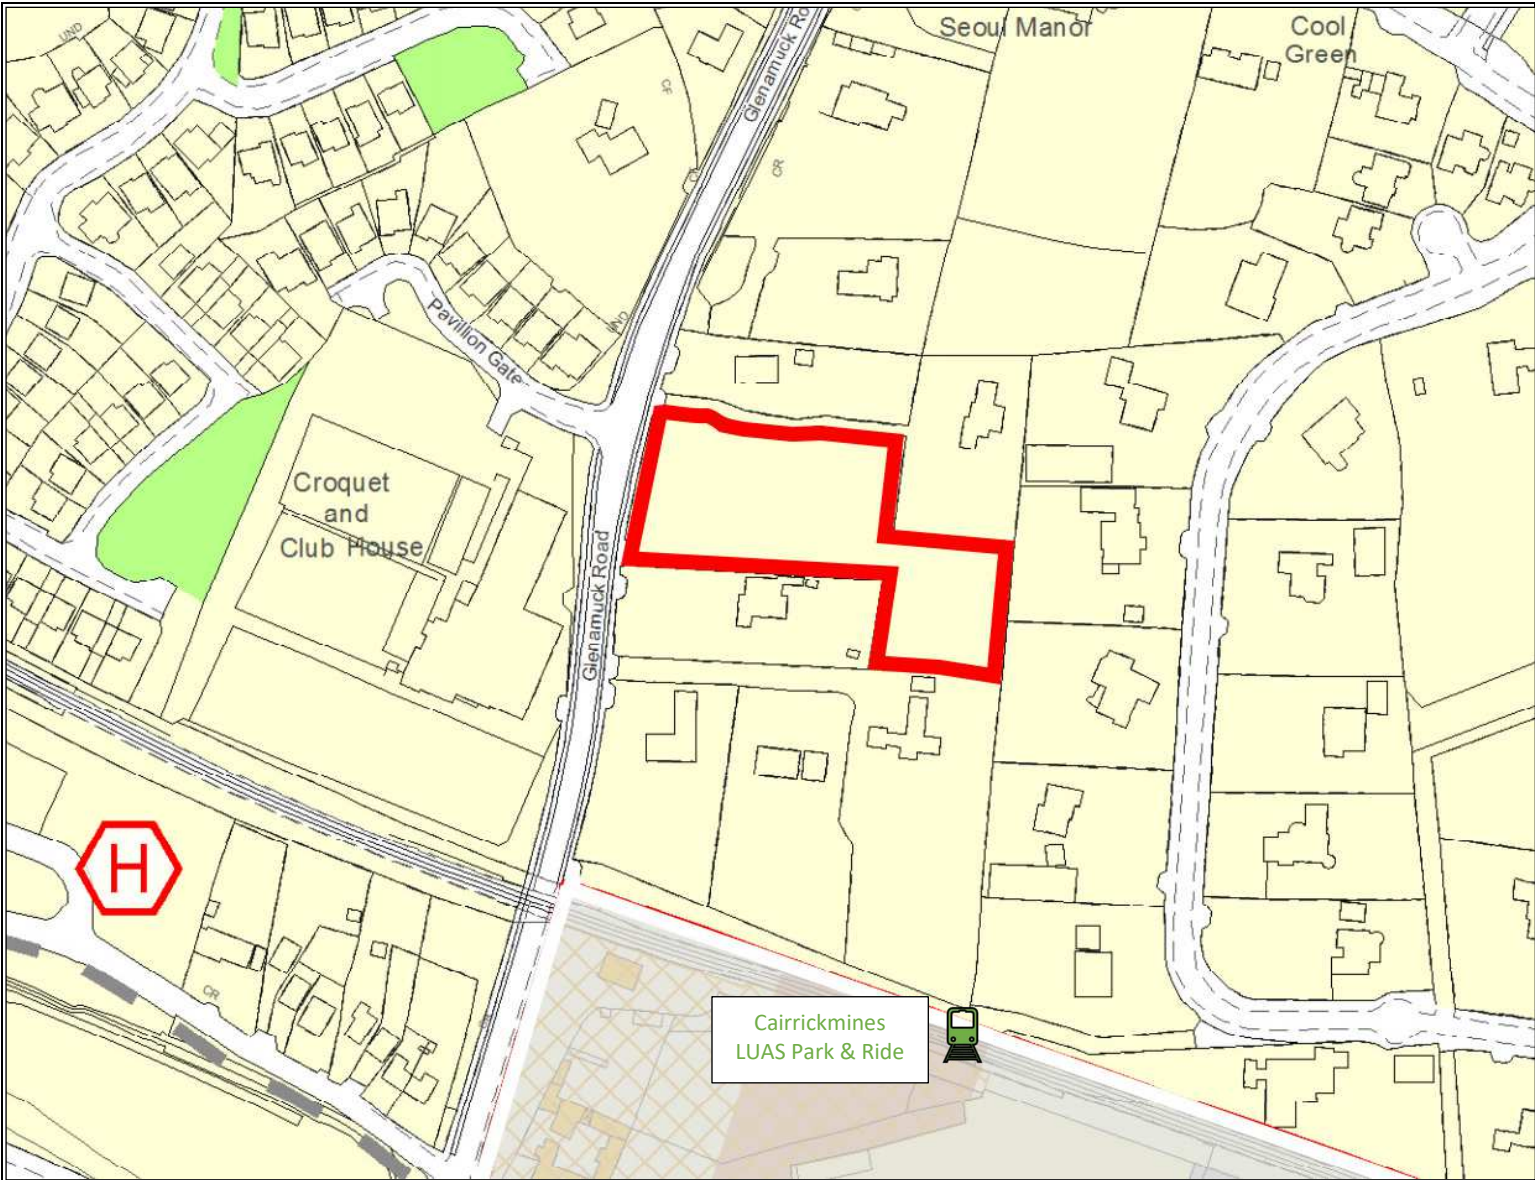 UND
Seoul Manor
Cool
Green
Glenamuck Ro
CF
CR
Pavillion Gate
UND
Croquet
and
Club House
Glenamuck Road
H
CR
Cairrickmines
LUAS Park & Ride